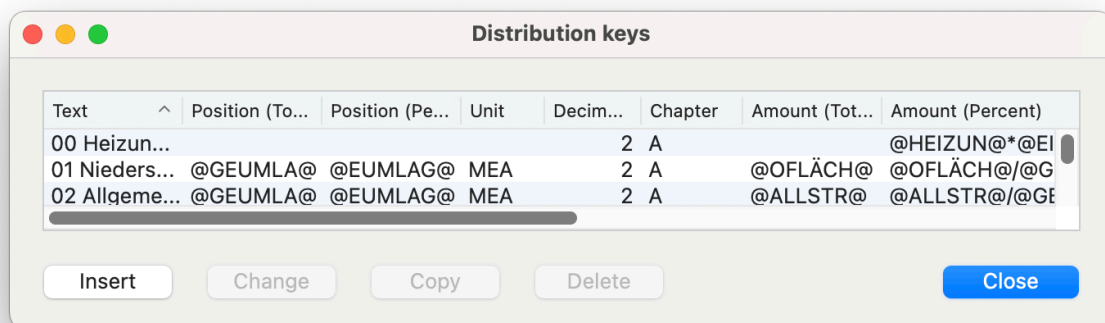 Distribution keys
Text Position (To... Position (Pe... Unit Decim... Chapter Amount (Tot... Amount (Percent)
00 Heizun... 2 A @HEIZUN@*@EI
01 Nieders... @GEUMLA@ @EUMLAG@ MEA 2 A @OFLÄCH@ @OFLÄCH@/@G
02 Allgeme... @GEUMLA@ @EUMLAG@ MEA 2 A @ALLSTR@ @ALLSTR@/@GE
Insert Change Copy Delete Close